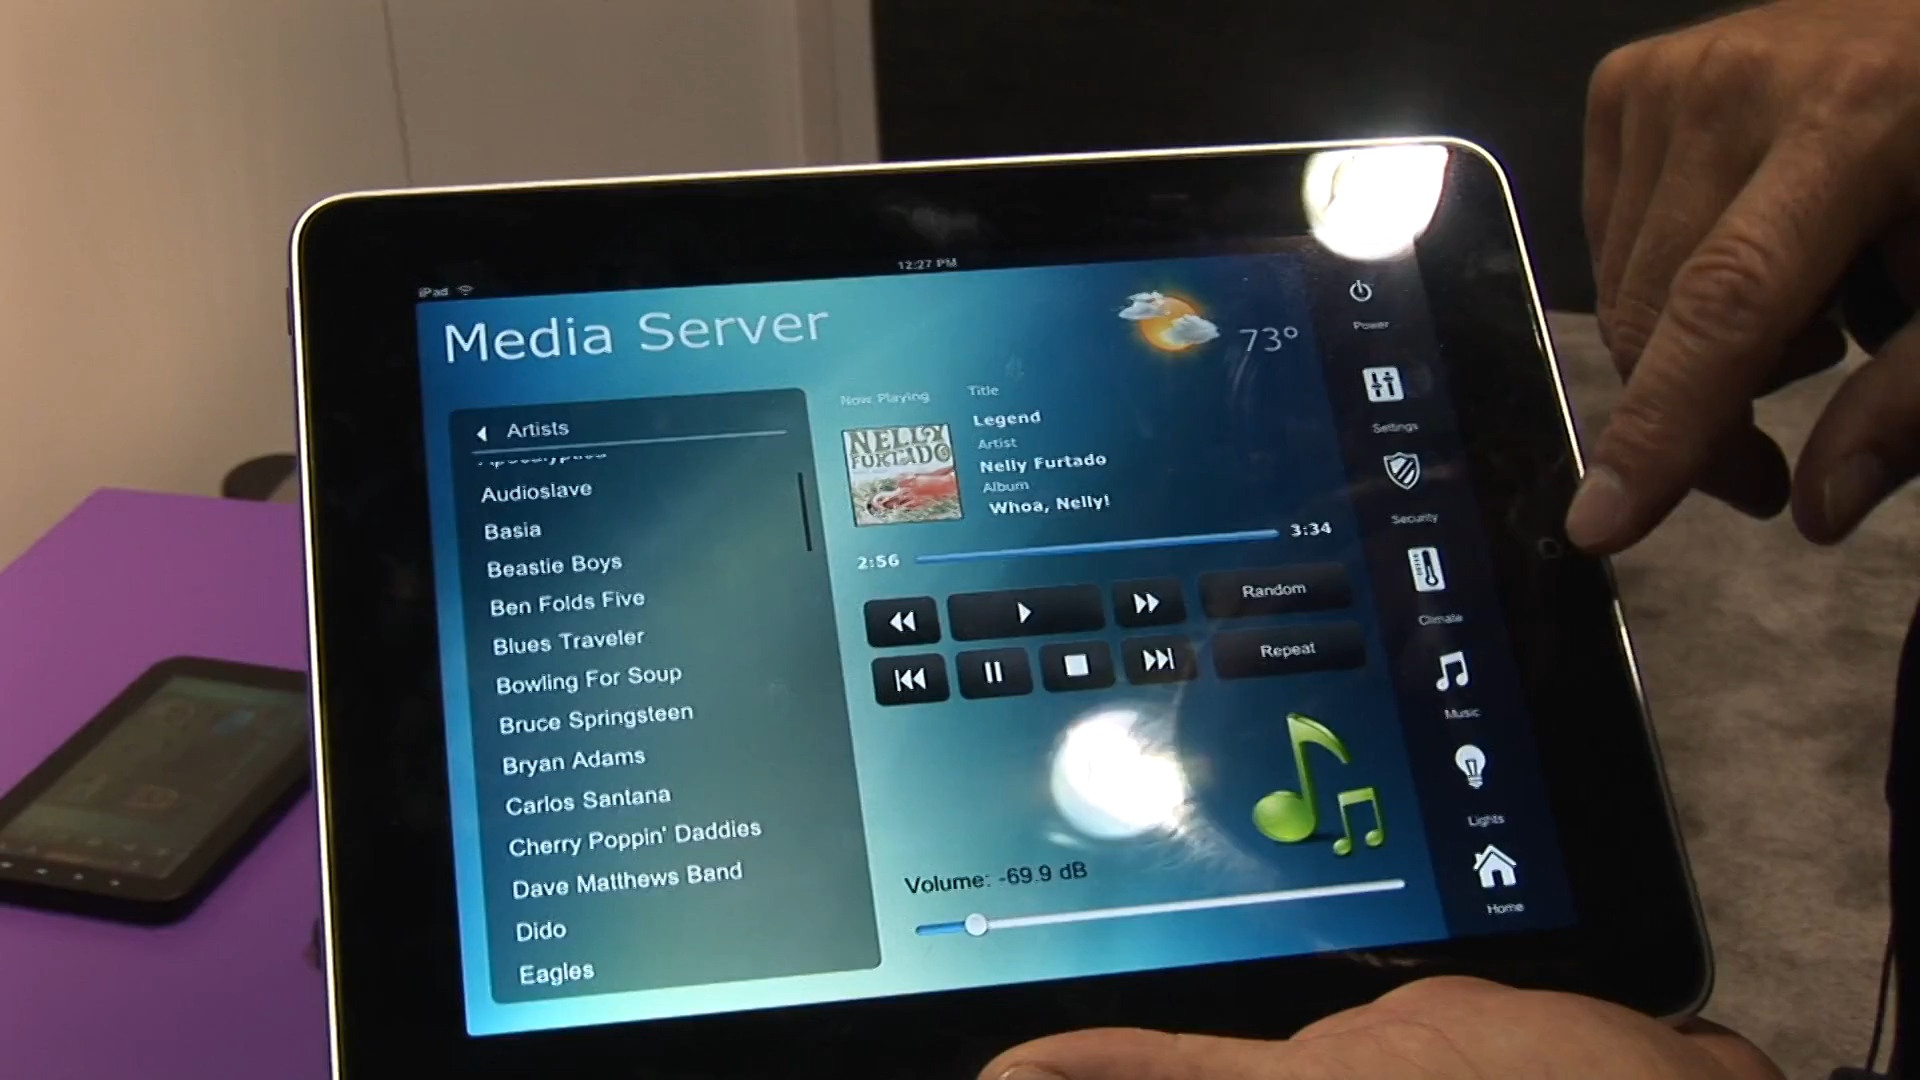 iPad
12:27 PM
Media Server
73°
Artists
Apocalyptica
Audioslave
Basia
Beastie Boys
Ben Folds Five
Blues Traveler
Bowling For Soup
Bruce Springsteen
Bryan Adams
Carlos Santana
Cherry Poppin' Daddies
Dave Matthews Band
Dido
Eagles
Now Playing
NELLY
FURTADO
Title
Legend
Artist
Nelly Furtado
Album
Whoa, Nelly!
2:56
3:34
Random
Repeat
Volume: -69.9 dB
Power
Settings
Security
Climate
Music
Lights
Home